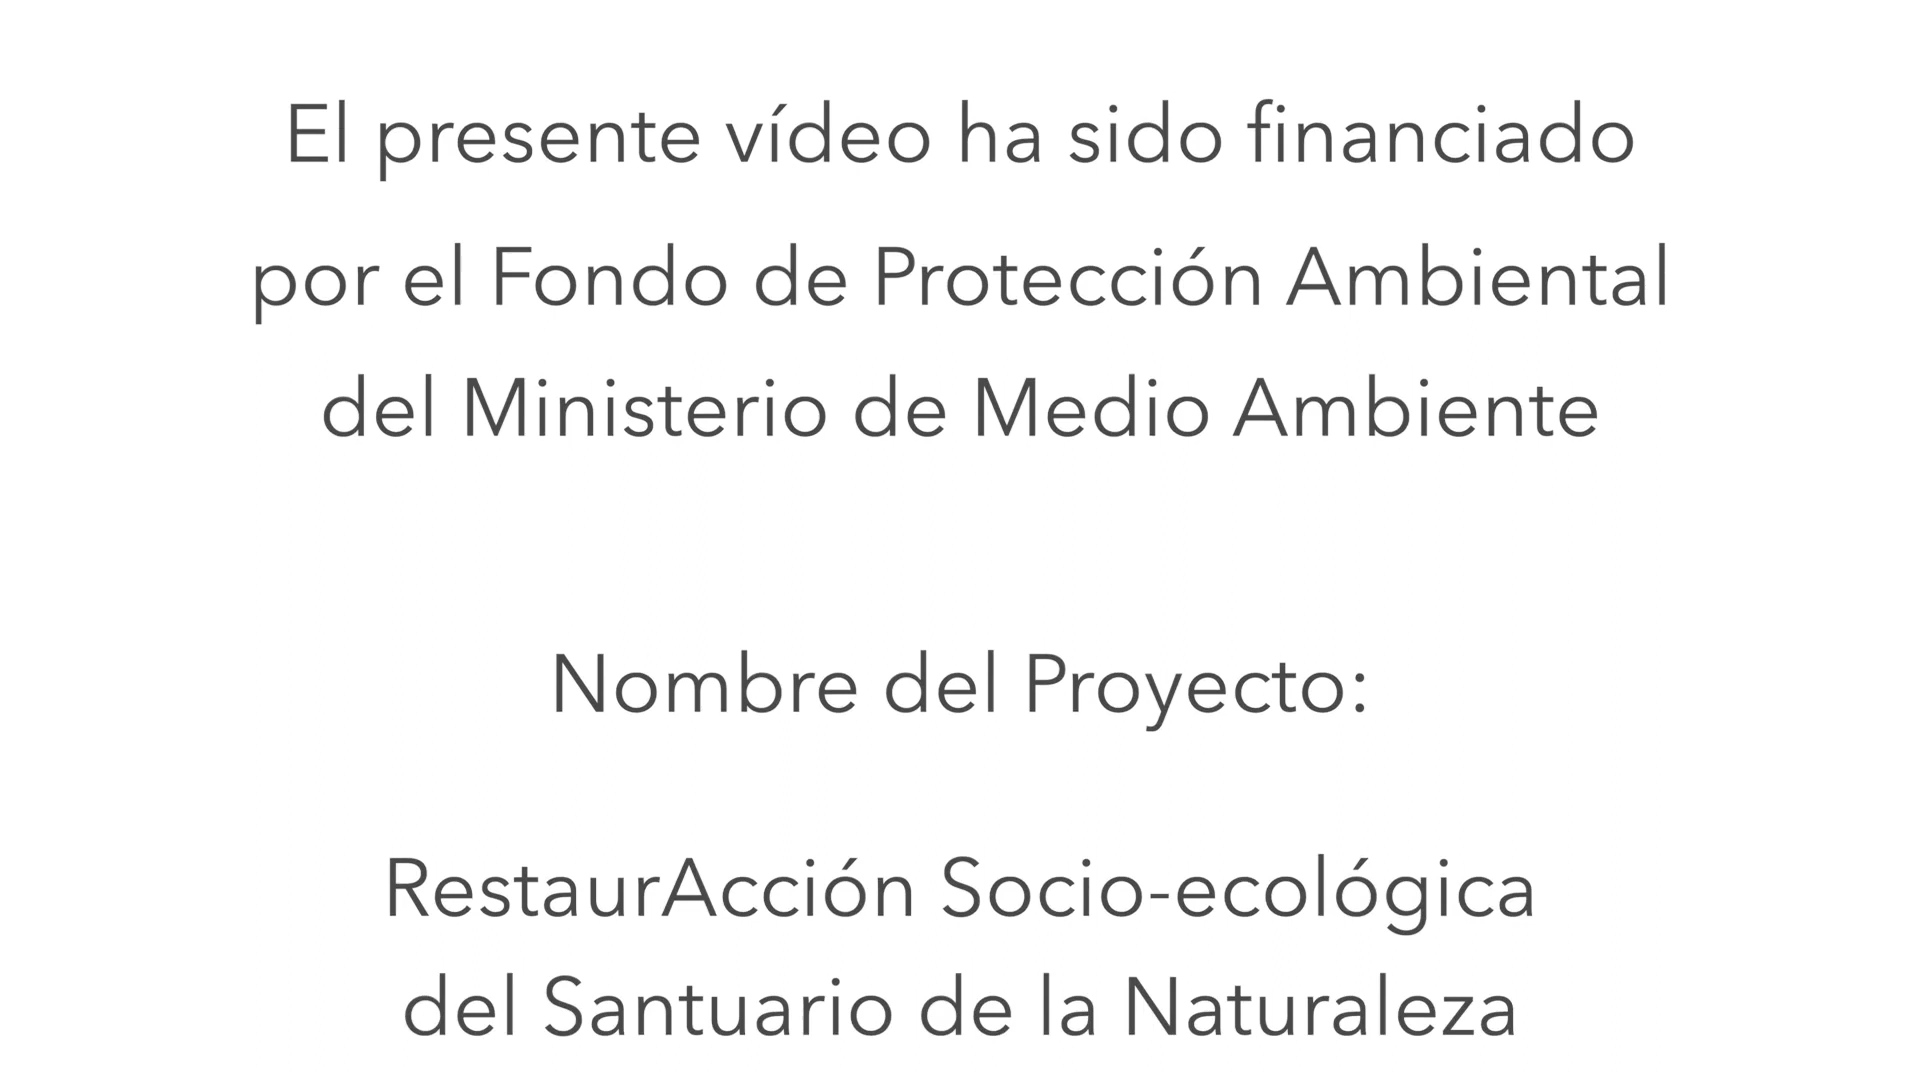 El presente vídeo ha sido financiado
por el Fondo de Protección Ambiental
del Ministerio de Medio Ambiente
Nombre del Proyecto:
RestaurAcción Socio-ecológica
del Santuario de la Naturaleza